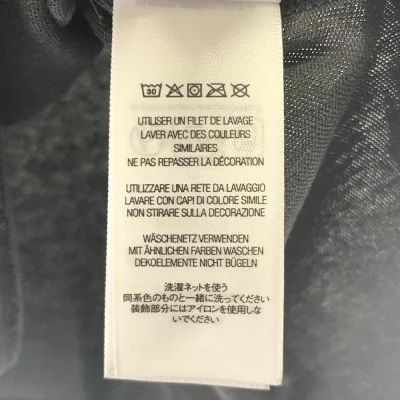 30
UTILISER UN FILET DE LAVAGE
LAVER AVEC DES COULEURS
SIMILAIRES
NE PAS REPASSER LA DÉCORATION
UTILIZZARE UNA RETE DA LAVAGGIO
LAVARE CON CAPI DI COLORE SIMILE
NON STIRARE SULLA DECORAZIONE
WÄSCHENETZ VERWENDEN
MIT ÄHNLICHEN FARBEN WASCHEN
DEKOELEMENTE NICHT BÜGELN
洗濯ネットを使う
同系色のものと一緒に洗ってください
装飾部分にはアイロンを使用しな
いでください